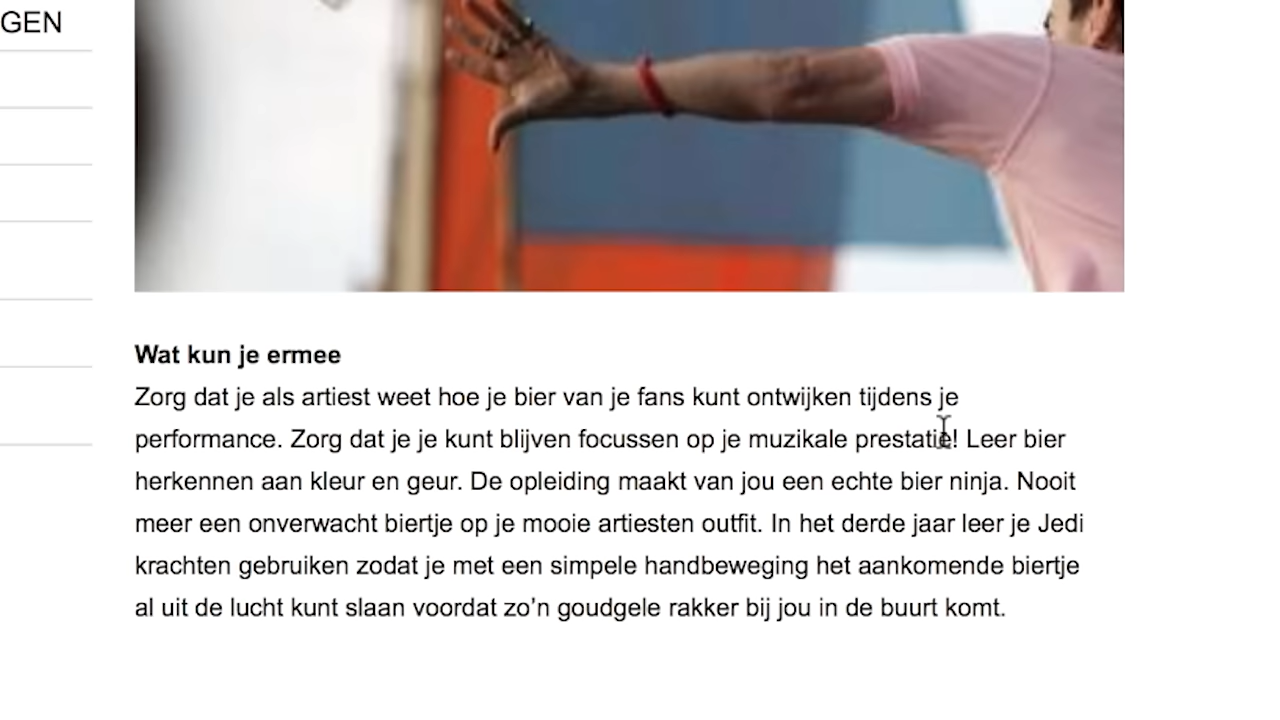 GEN
Wat kun je ermee
Zorg dat je als artiest weet hoe je bier van je fans kunt ontwijken tijdens je
performance. Zorg dat je je kunt blijven focussen op je muzikale prestatie! Leer bier
herkennen aan kleur en geur. De opleiding maakt van jou een echte bier ninja. Nooit
meer een onverwacht biertje op je mooie artiesten outfit. In het derde jaar leer je Jedi
krachten gebruiken zodat je met een simpele handbeweging het aankomende biertje
al uit de lucht kunt slaan voordat zo’n goudgele rakker bij jou in de buurt komt.